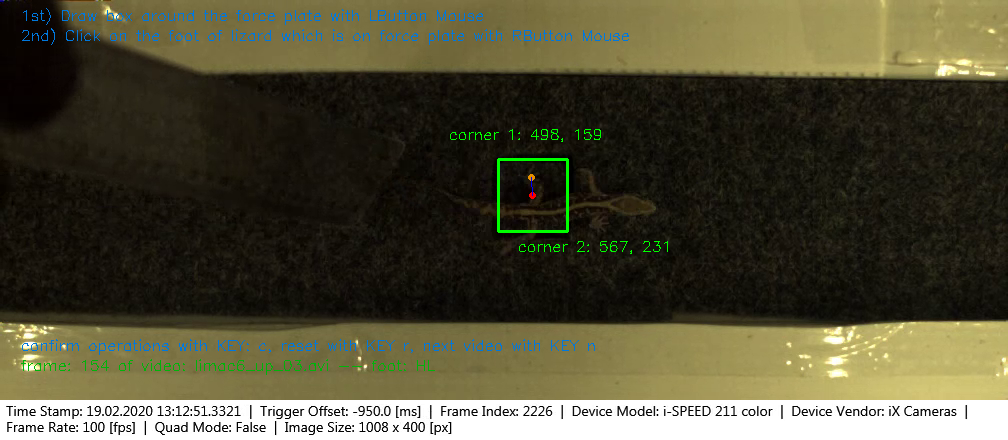 1st) Draw box around the force plate with LButton Mouse
2nd) Click on the foot of lizard which is on force plate with RButton Mouse
corner 1: 498, 159
corner 2: 567, 231
confirm operations with KEY: c, reset with KEY r, next video with KEY n
frame: 154 of video:
Time Stamp: 19.02.2020 13:12:51.3321 | Trigger Offset: -950.0 [ms] | Frame Index: 2226 | Device Model: i-SPEED 211 color | Device Vendor: iX Cameras |
Frame Rate: 100 [fps] | Quad Mode: False | Image Size: 1008 x 400 [px]